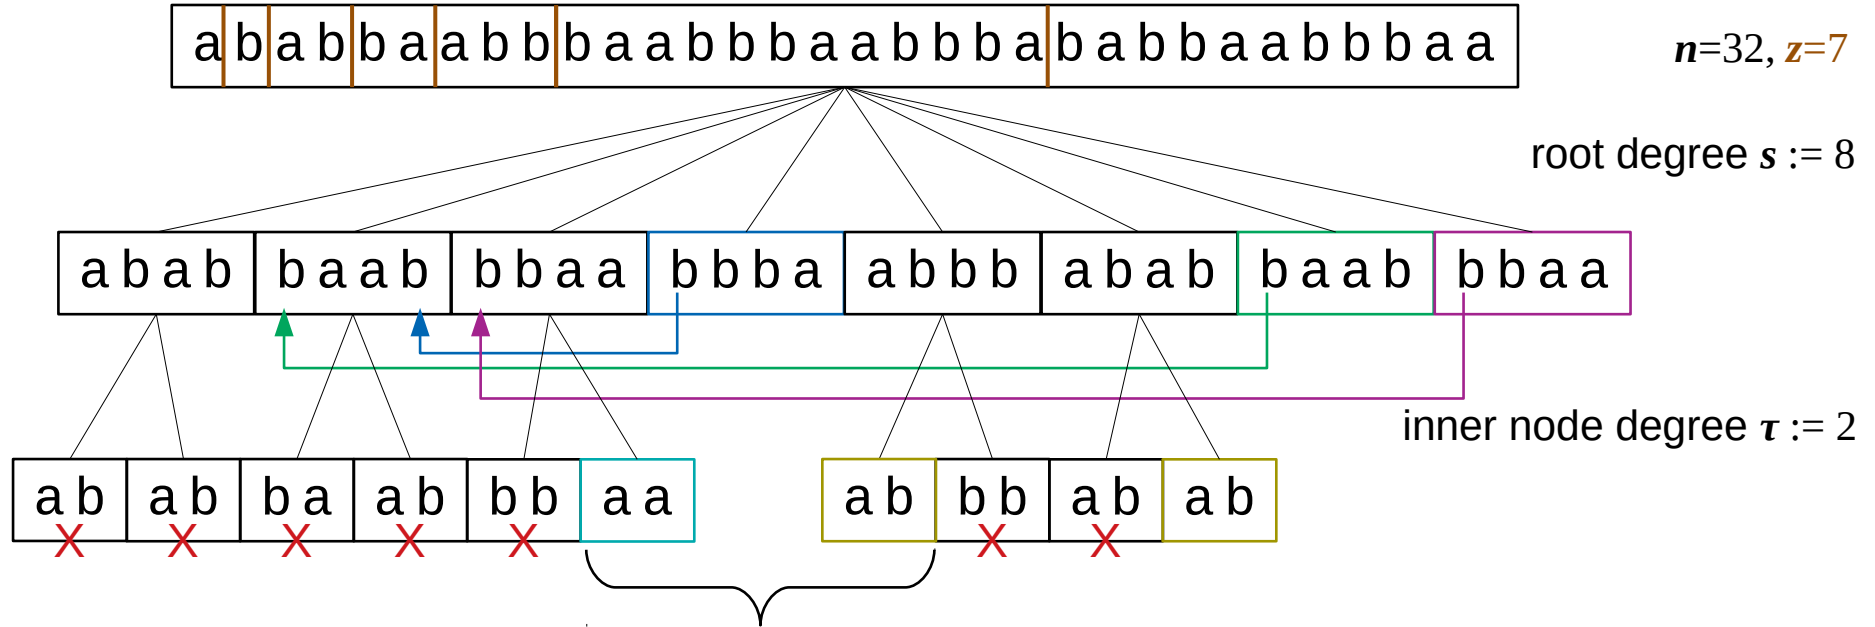 a b a b b a a b b b a a b b b a a b b b a b a b b a a b b b a a n=32, z=7
root degree s := 8
a b a b b a a b b b a a b b b a a b b b a b a b b a a b b b a a
inner node degree τ := 2
a b a b b a a b b b a a a b b b a b a b
X X X X X X X